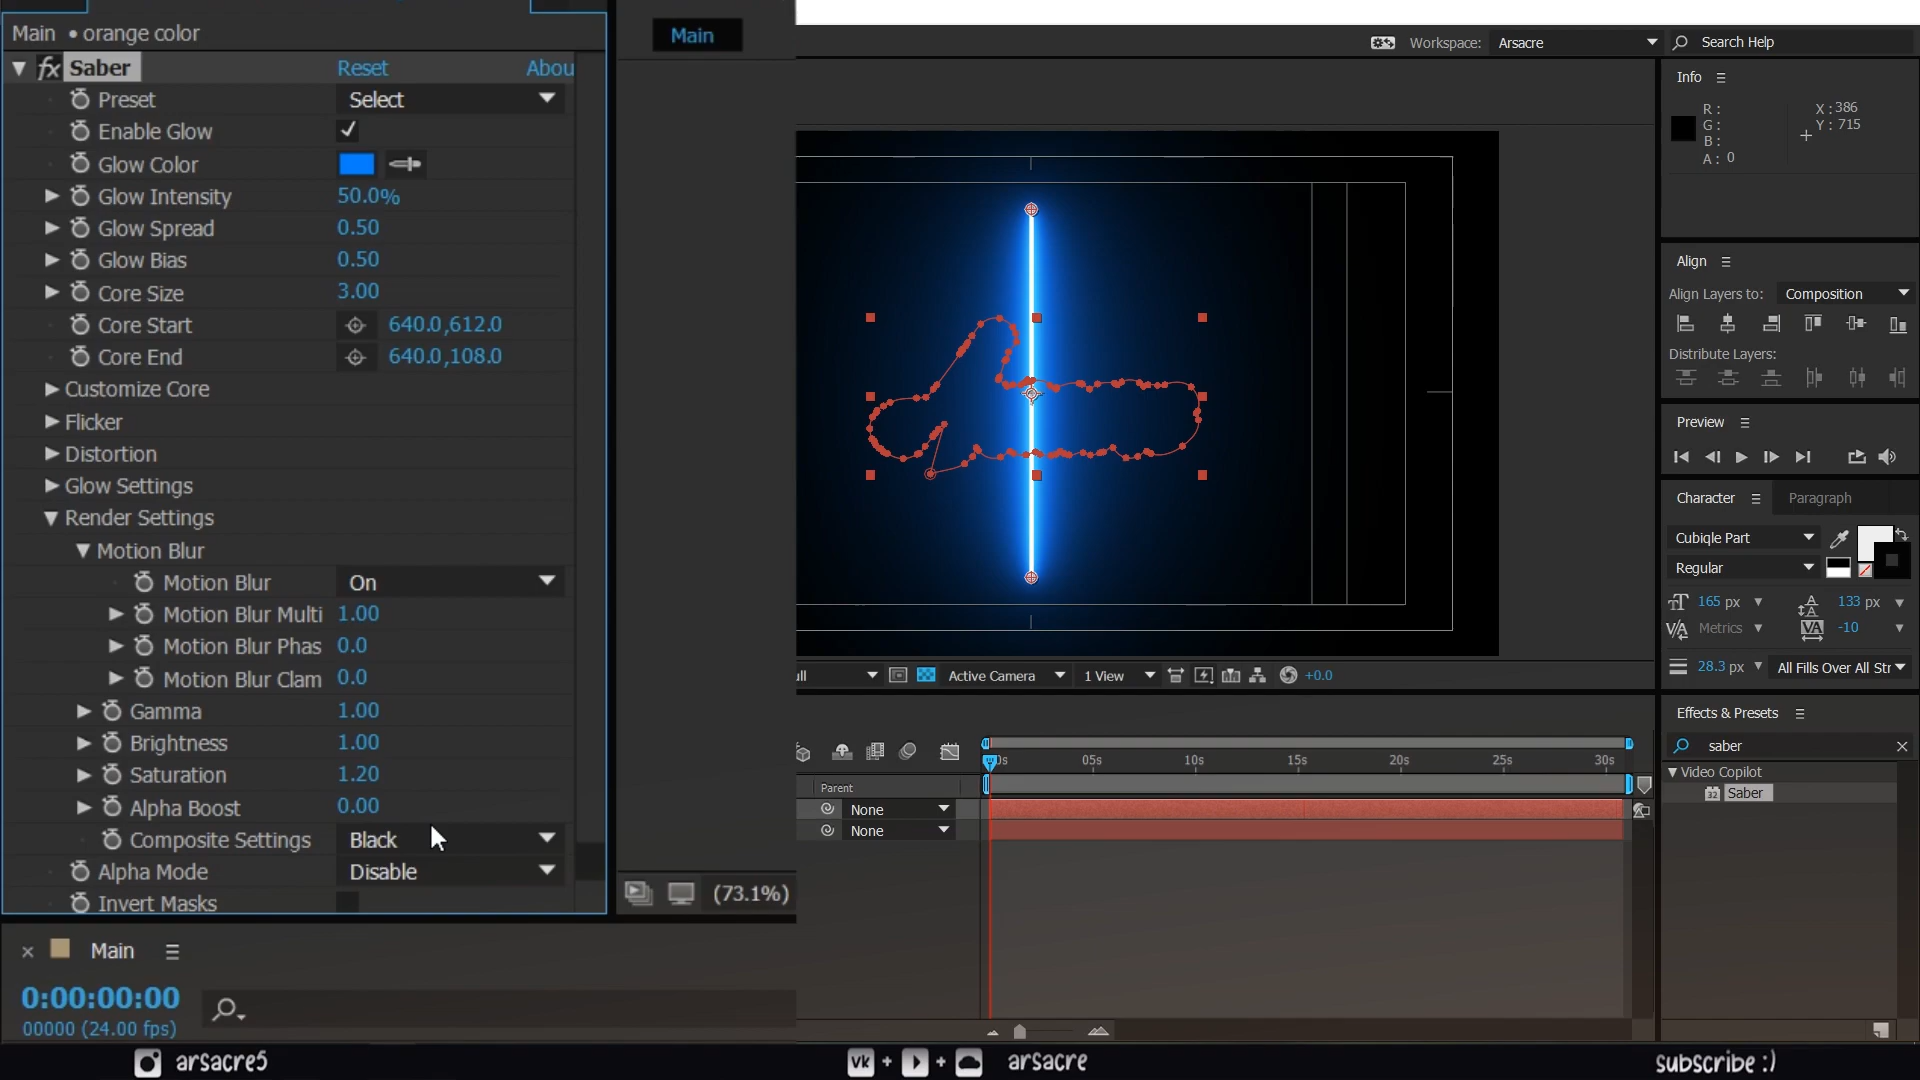 Main • orange color
fx Saber Reset Abou
Preset Select
Enable Glow
Glow Color
Glow Intensity 50.0%
Glow Spread 0.50
Glow Bias 0.50
Core Size 3.00
Core Start 640.0,612.0
Core End 640.0,108.0
Customize Core
Flicker
Distortion
Glow Settings
Render Settings
Motion Blur
Motion Blur On
Motion Blur Multi 1.00
Motion Blur Phas 0.0
Motion Blur Clam 0.0
Gamma 1.00
Brightness 1.00
Saturation 1.20
Alpha Boost 0.00
Composite Settings Black
Alpha Mode Disable
Invert Masks
Main
(73.1%)
Main
0:00:00:00
00000 (24.00 fps)
Workspace: Arsacre Search Help
ull Active Camera 1 View +0.0
0s 05s 10s 15s 20s 25s 30s
Parent
None
None
Info
R: X: 386
G: Y: 715
B:
A: 0
Align
Align Layers to: Composition
Distribute Layers:
Preview
Character Paragraph
Cubiqle Part
Regular
165 px 133 px
Metrics -10
28.3 px All Fills Over All Str
Effects & Presets
saber
Video Copilot
32 Saber
arsacre5
vk + + arsacre
subscribe :)